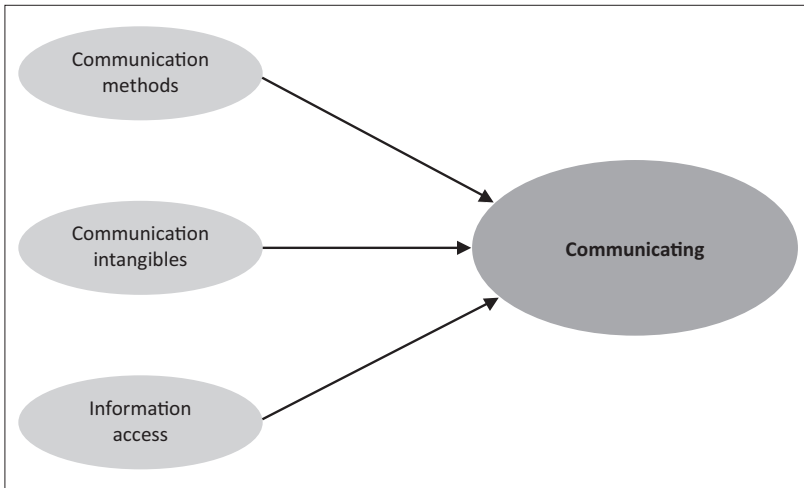 Communication
methods
Communication
intangibles
Communicating
Information
access